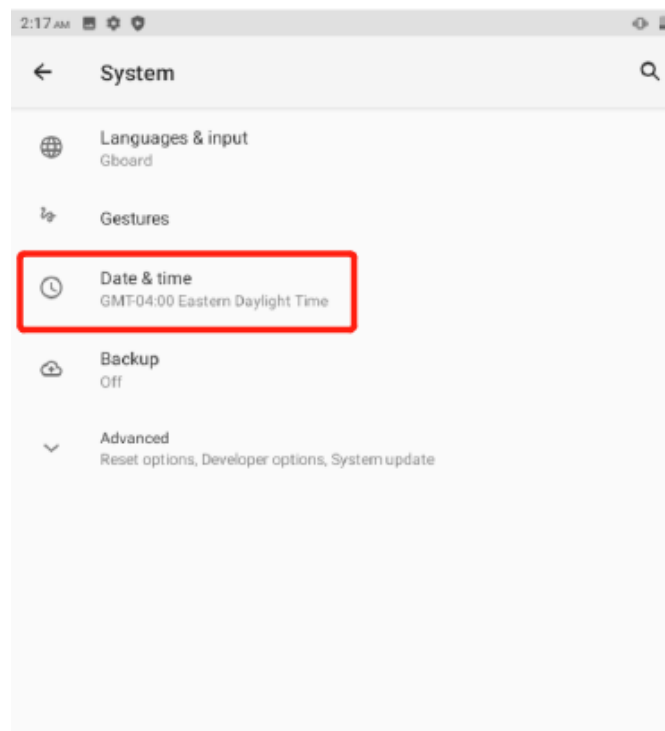 2:17 AM
System
Languages & input
Gboard
Gestures
Date & time
GMT-04:00 Eastern Daylight Time
Backup
Off
Advanced
Reset options, Developer options, System update